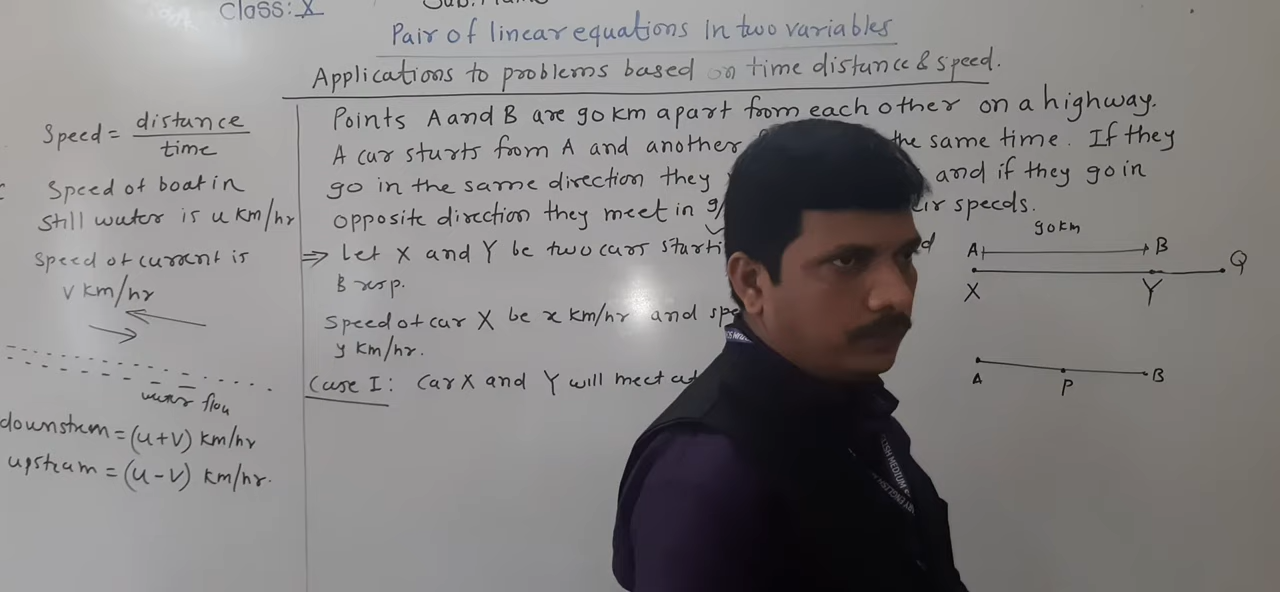 Class: X
Pair of linear equations in two variables
Applications to problems based on time distance & speed.
Speed = distance / time
Speed of boat in
still water is u km/hr
Speed of current is
v km/hr
water flow
downstream = (u+v) km/hr
upstream = (u-v) km/hr.
Points A and B are 90 km apart from each other on a highway.
A car starts from A and another the same time. If they
go in the same direction they and if they go in
opposite direction they meet in 9/ speeds.
⇒ Let X and Y be two cars
B resp.
Speed of car X be x km/hr and
y km/hr.
Case I: Car X and Y will meet at
90km
A B
X Y Q
A P B